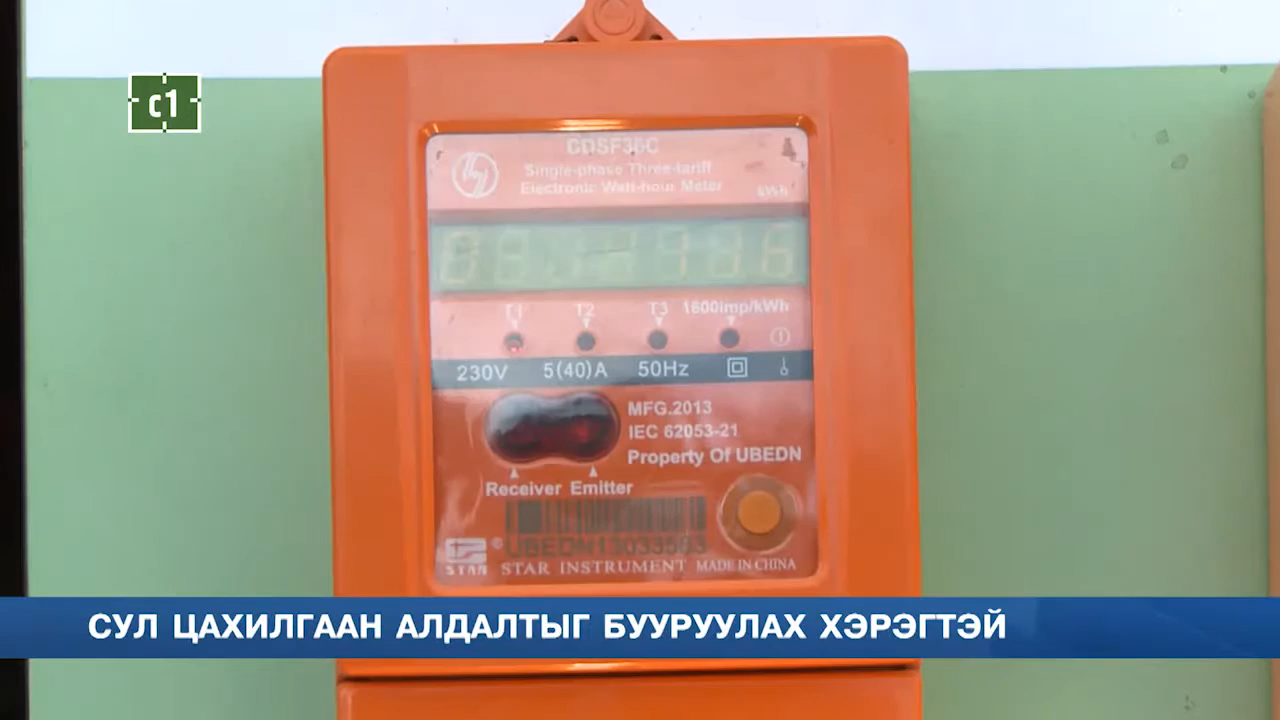 c1
CDSF36C
Single-phase Three-tariff
Electronic Watt-hour Meter
kWh
T1 T2 T3 1600imp/kWh
230V 5(40)A 50Hz
MFG.2013
IEC 62053-21
Property Of UBEDN
Receiver Emitter
STAR ® STAR INSTRUMENT MADE IN CHINA
СУЛ ЦАХИЛГААН АЛДАЛТЫГ БУУРУУЛАХ ХЭРЭГТЭЙ